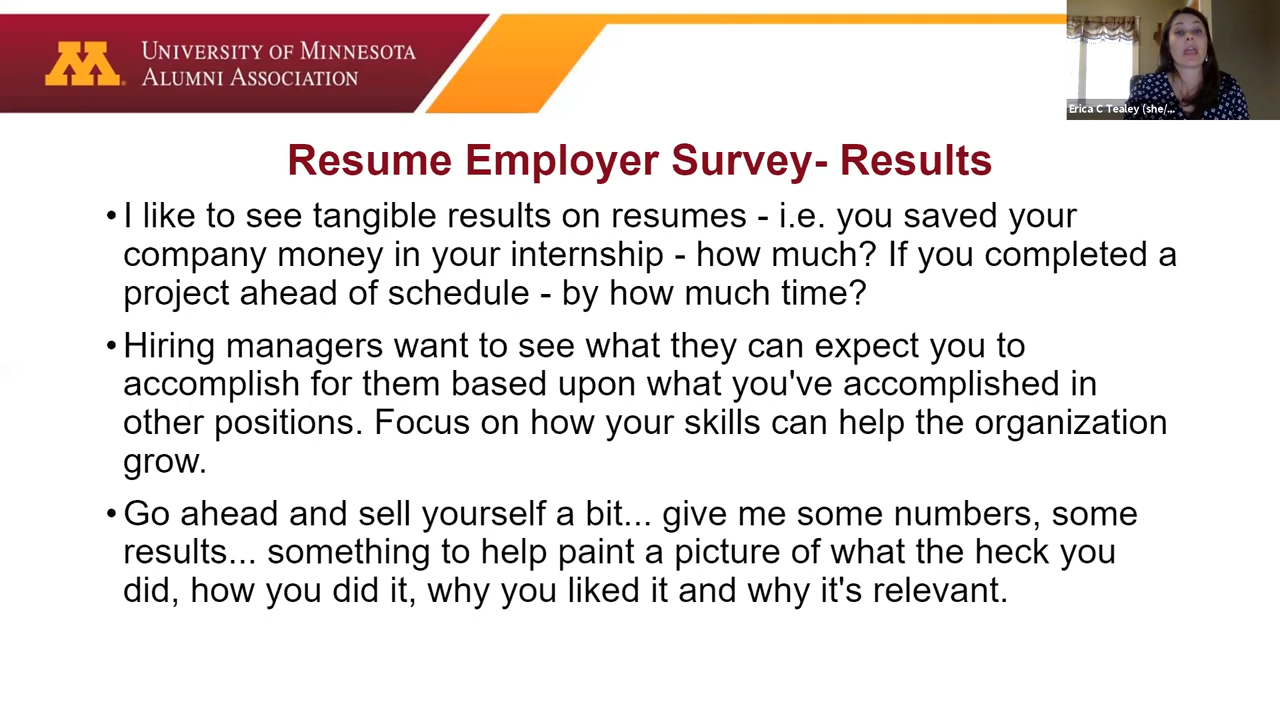 UNIVERSITY OF MINNESOTA
ALUMNI ASSOCIATION
Erica C Tealey (she/...
Resume Employer Survey- Results
•I like to see tangible results on resumes - i.e. you saved your
company money in your internship - how much? If you completed a
project ahead of schedule - by how much time?
•Hiring managers want to see what they can expect you to
accomplish for them based upon what you've accomplished in
other positions. Focus on how your skills can help the organization
grow.
•Go ahead and sell yourself a bit... give me some numbers, some
results... something to help paint a picture of what the heck you
did, how you did it, why you liked it and why it's relevant.